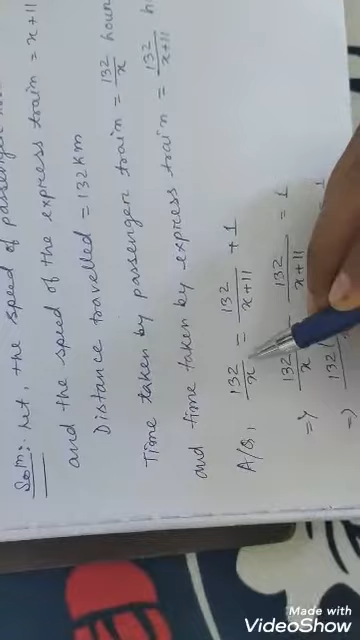 Soln: Let, the speed of passenger
and the speed of the express train = x+11
Distance travelled = 132 km
Time taken by passenger train = 132/x hour
and time taken by express train = 132/x+11 h
A/Q, 132/x = 132/x+11 + 1
=> 132/x - 132/x+11 = 1
=> 132
Made with
VideoShow